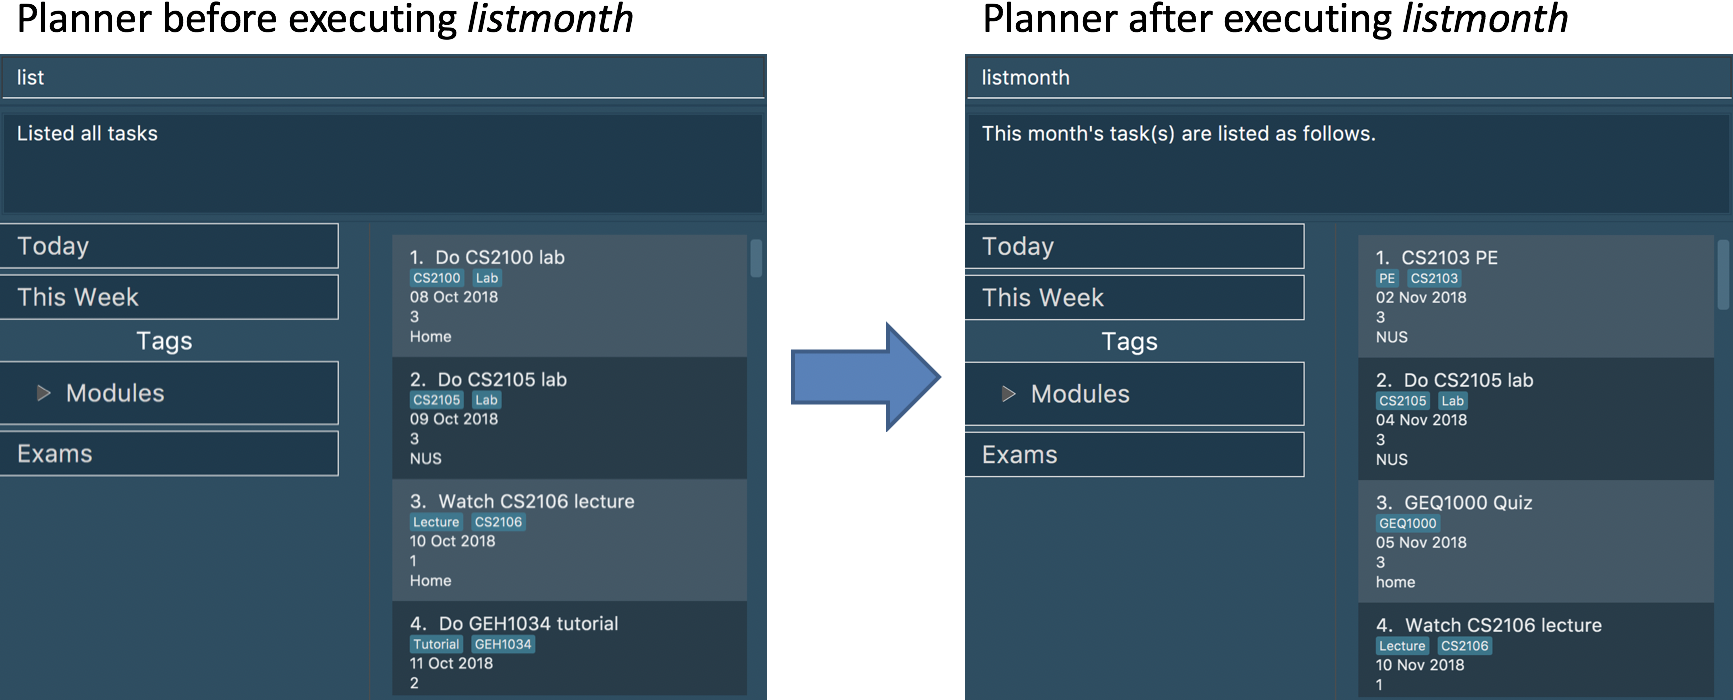 Planner before executing listmonth
list
Listed all tasks
Today
This Week
Tags
Modules
Exams
1. Do CS2100 lab
CS2100 Lab
08 Oct 2018
3
Home
2. Do CS2105 lab
CS2105 Lab
09 Oct 2018
3
NUS
3. Watch CS2106 lecture
Lecture CS2106
10 Oct 2018
1
Home
4. Do GEH1034 tutorial
Tutorial GEH1034
11 Oct 2018
2
Planner after executing listmonth
listmonth
This month's task(s) are listed as follows.
Today
This Week
Tags
Modules
Exams
1. CS2103 PE
PE CS2103
02 Nov 2018
3
NUS
2. Do CS2105 lab
CS2105 Lab
04 Nov 2018
3
NUS
3. GEQ1000 Quiz
GEQ1000
05 Nov 2018
3
home
4. Watch CS2106 lecture
Lecture CS2106
10 Nov 2018
1